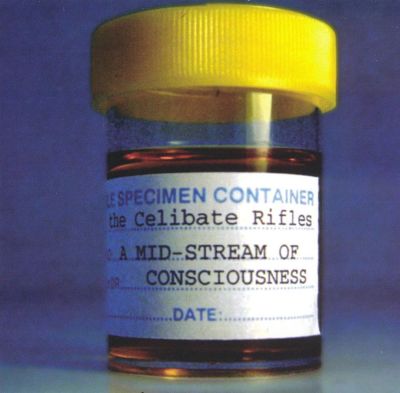 SPECIMEN CONTAINER
the Celibate Rifles
A MID-STREAM OF
CONSCIOUSNESS
DATE: